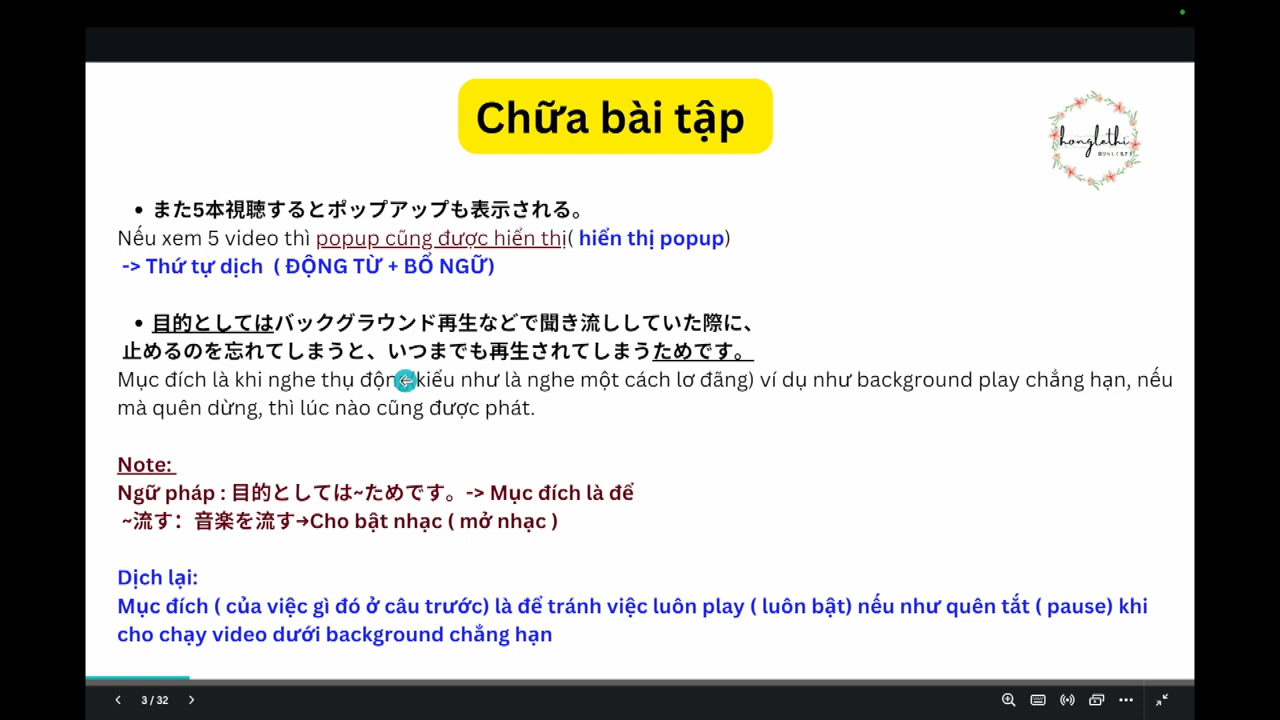 Chữa bài tập
honglathi
• また5本視聴するとポップアップも表示される。
Nếu xem 5 video thì popup cũng được hiển thị( hiển thị popup)
-> Thứ tự dịch ( ĐỘNG TỪ + BỔ NGỮ)
• 目的としてはバックグラウンド再生などで聞き流ししていた際に、
止めるのを忘れてしまうと、いつまでも再生されてしまうためです。
Mục đích là khi nghe thụ độn kiểu như là nghe một cách lơ đãng) ví dụ như background play chẳng hạn, nếu
mà quên dừng, thì lúc nào cũng được phát.
Note:
Ngữ pháp : 目的としては~ためです。-> Mục đích là để
~流す：音楽を流す→Cho bật nhạc ( mở nhạc )
Dịch lại:
Mục đích ( của việc gì đó ở câu trước) là để tránh việc luôn play ( luôn bật) nếu như quên tắt ( pause) khi
cho chạy video dưới background chẳng hạn
3 / 32